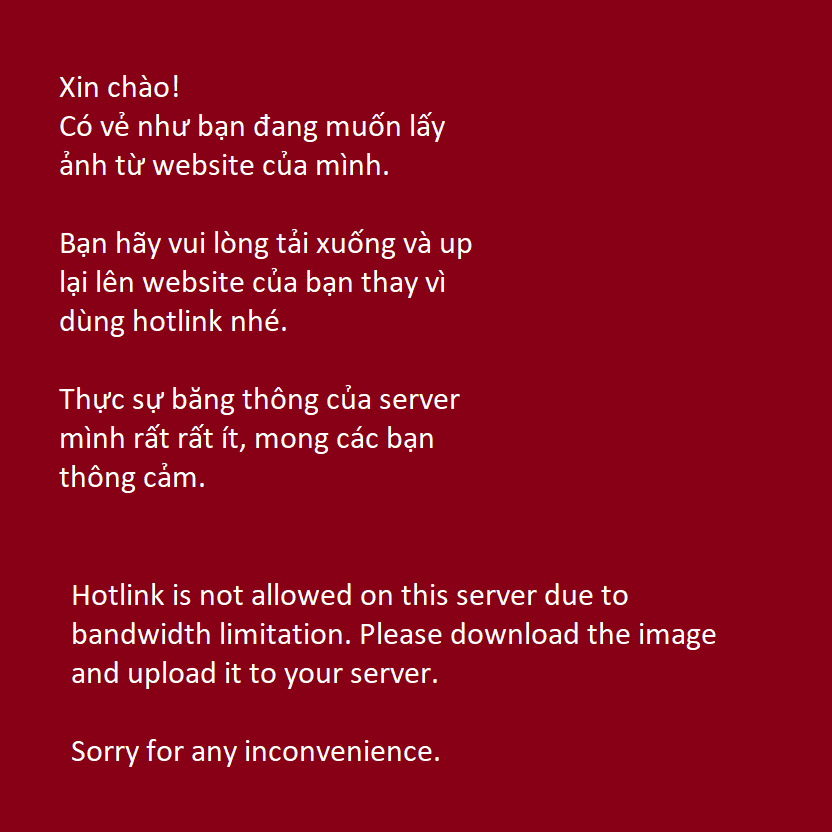 Xin chào!
Có vẻ như bạn đang muốn lấy
ảnh từ website của mình.
Bạn hãy vui lòng tải xuống và up
lại lên website của bạn thay vì
dùng hotlink nhé.
Thực sự băng thông của server
mình rất rất ít, mong các bạn
thông cảm.
Hotlink is not allowed on this server due to
bandwidth limitation. Please download the image
and upload it to your server.
Sorry for any inconvenience.